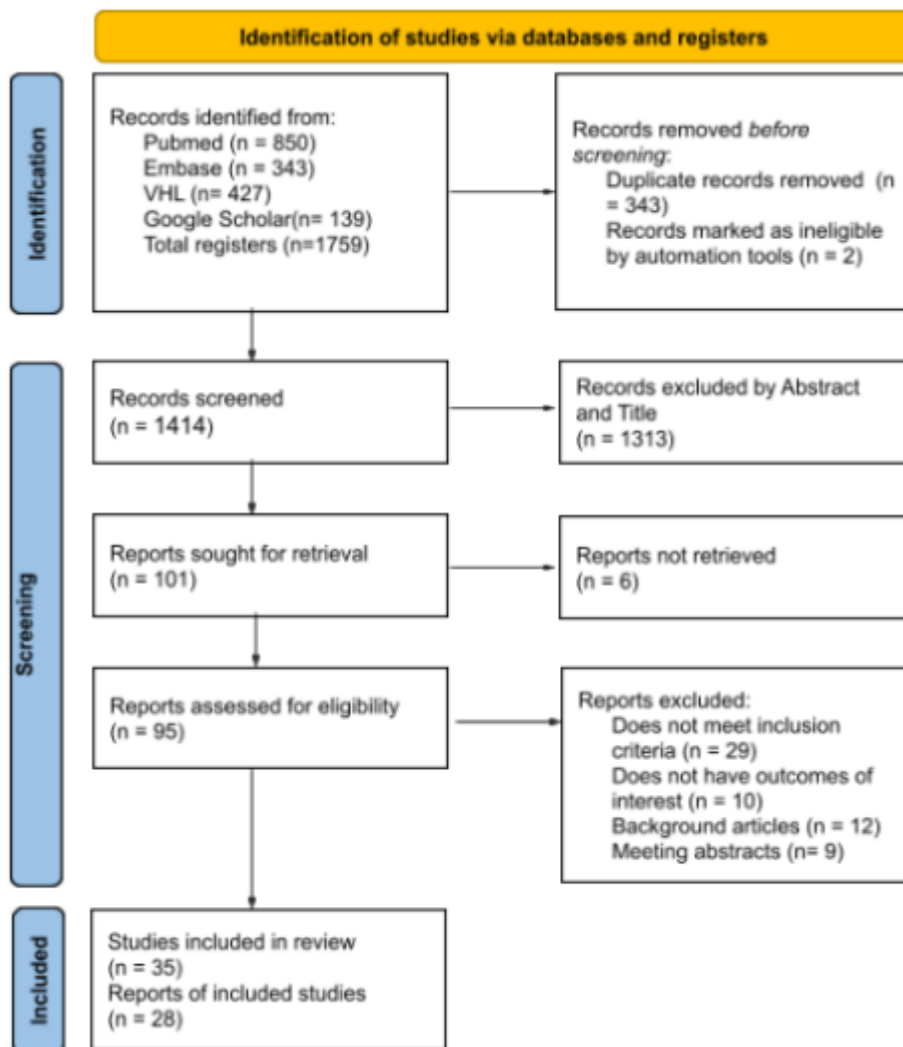 Identification of studies via databases and registers
Identification
Records identified from:
Pubmed (n = 850)
Embase (n = 343)
VHL (n= 427)
Google Scholar(n= 139)
Total registers (n=1759)
Records removed before
screening:
Duplicate records removed (n
= 343)
Records marked as ineligible
by automation tools (n = 2)
Screening
Records screened
(n = 1414)
Records excluded by Abstract
and Title
(n = 1313)
Reports sought for retrieval
(n = 101)
Reports not retrieved
(n = 6)
Reports assessed for eligibility
(n = 95)
Reports excluded:
Does not meet inclusion
criteria (n = 29)
Does not have outcomes of
interest (n = 10)
Background articles (n = 12)
Meeting abstracts (n= 9)
Included
Studies included in review
(n = 35)
Reports of included studies
(n = 28)